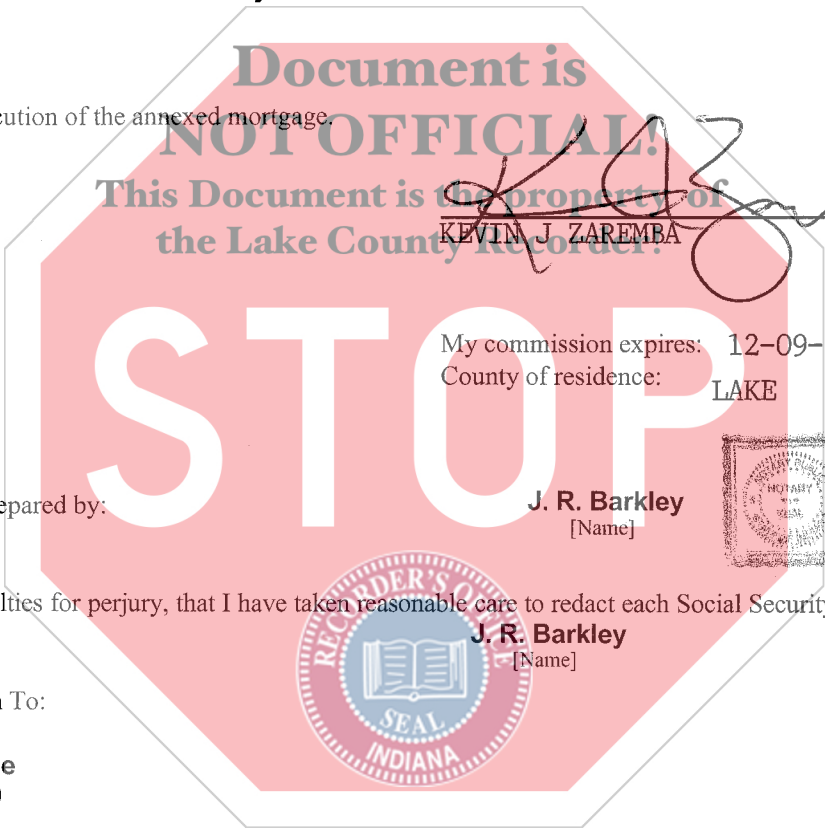 Document is
cution of the annexed mortgage.
NOT OFFICIAL!
This Document is the property of
the Lake County Recorder!
KEVIN J ZAREMBA
My commission expires: 12-09-
County of residence: LAKE
STOP
epared by:
J. R. Barkley
[Name]
NOTARY
SEAL
lties for perjury, that I have taken reasonable care to redact each Social Security
J. R. Barkley
[Name]
RECORDER'S OFFICE
SEAL
INDIANA
To:
e